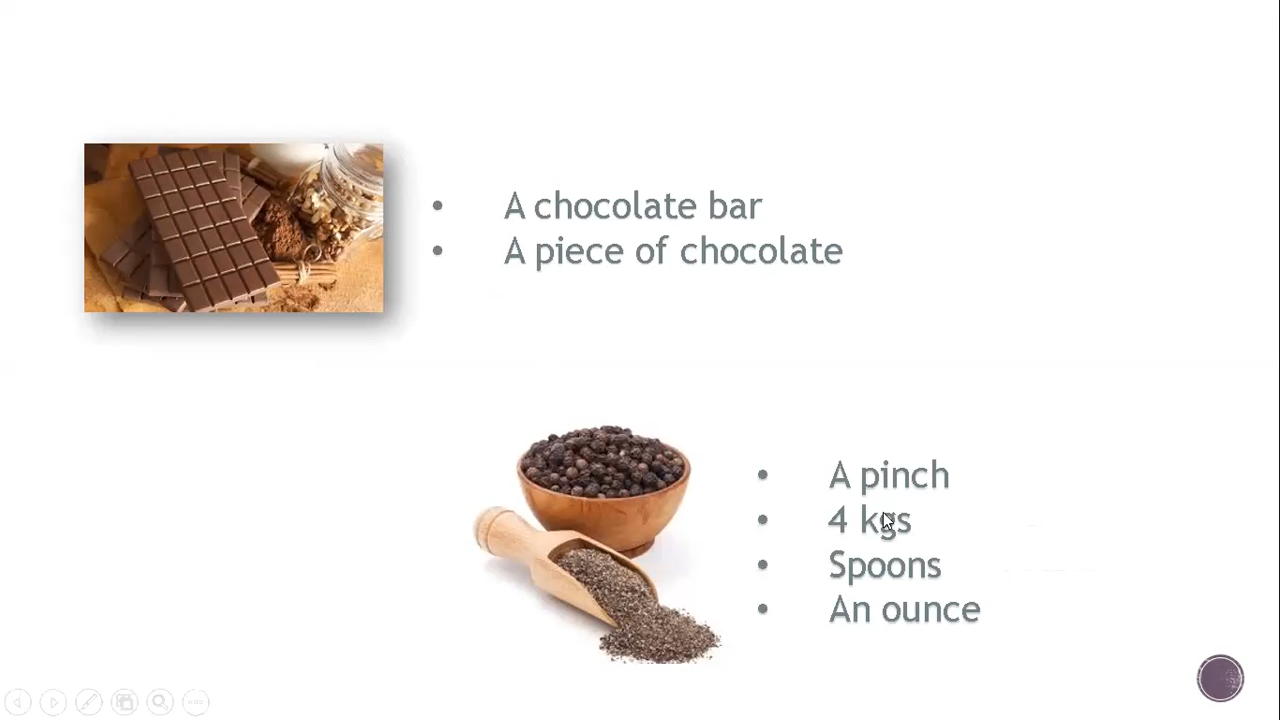 A chocolate bar
A piece of chocolate
A pinch
4 kgs
Spoons
An ounce